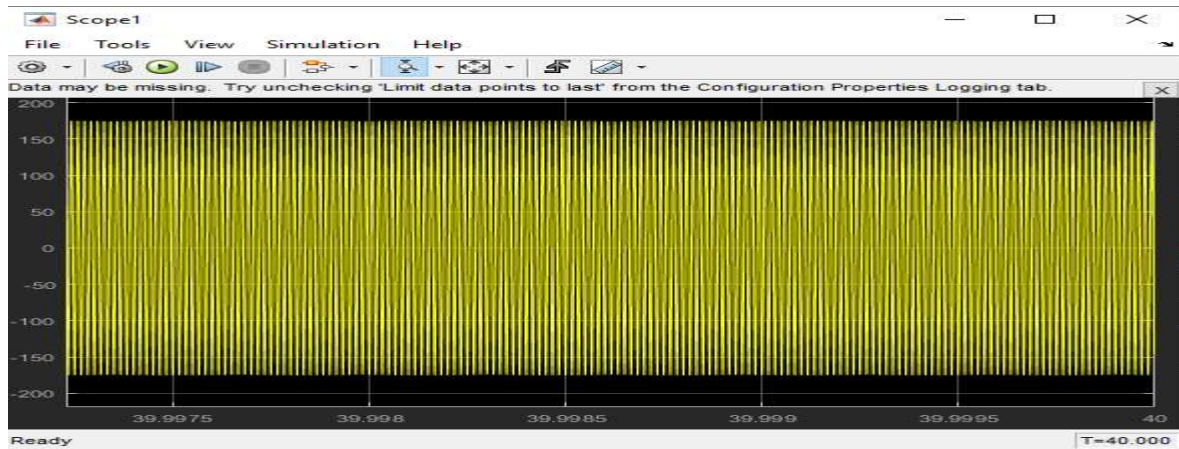 Scope1
File Tools View Simulation Help
Data may be missing. Try unchecking 'Limit data points to last' from the Configuration Properties Logging tab.
200
150
100
50
0
-50
-100
-150
-200
39.9975 39.998 39.9985 39.999 39.9995 40
Ready T=40.000